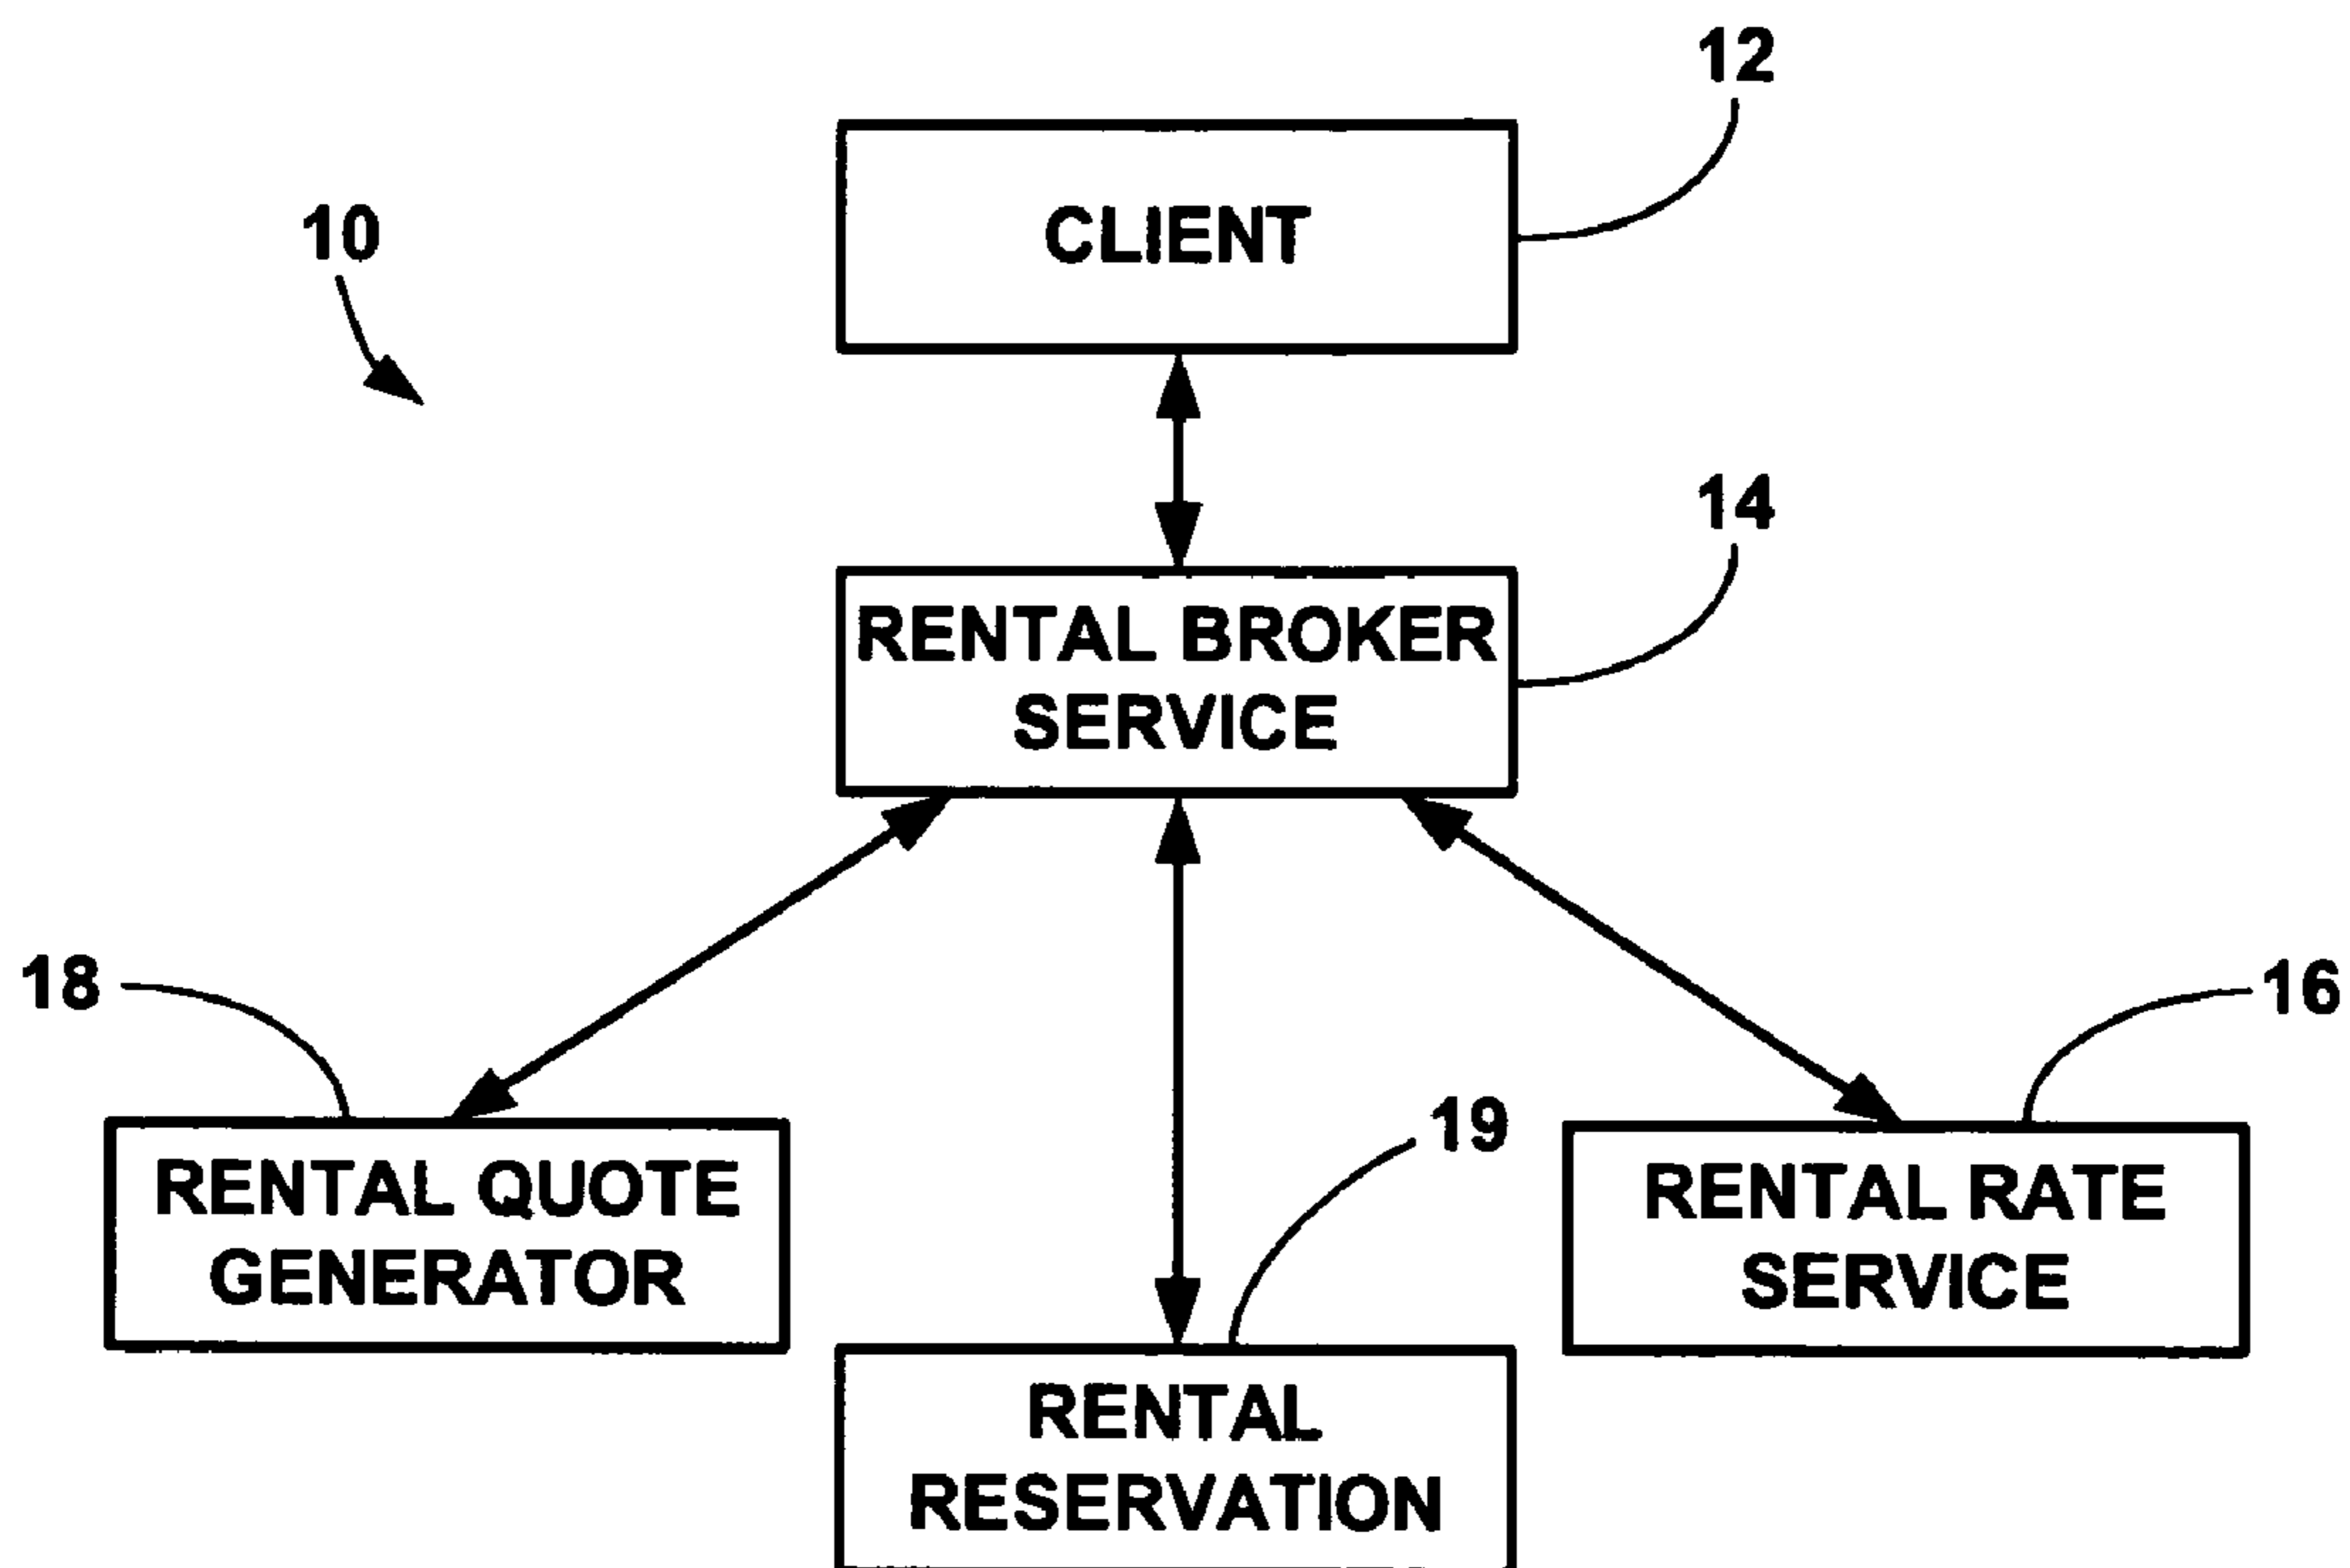 12
CLIENT
10
14
RENTAL BROKER
SERVICE
18
16
19
RENTAL QUOTE
GENERATOR
RENTAL RATE
SERVICE
RENTAL
RESERVATION